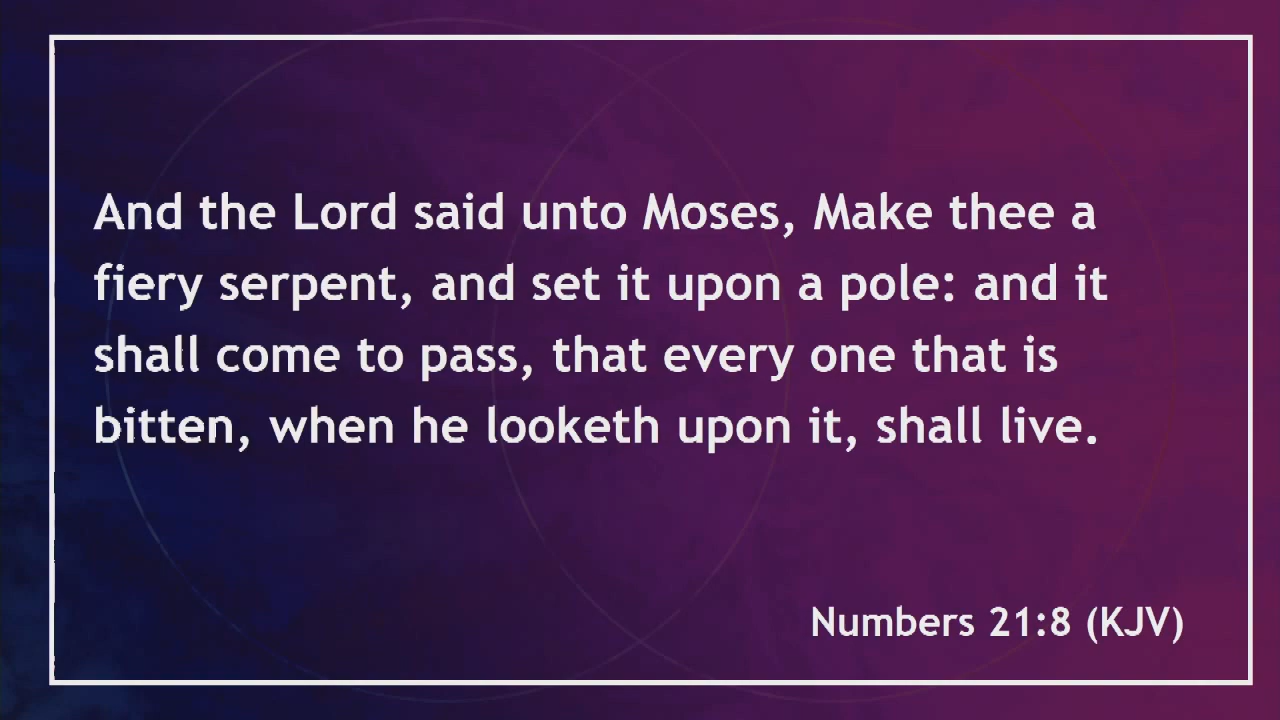 And the Lord said unto Moses, Make thee a
fiery serpent, and set it upon a pole: and it
shall come to pass, that every one that is
bitten, when he looketh upon it, shall live.
Numbers 21:8 (KJV)